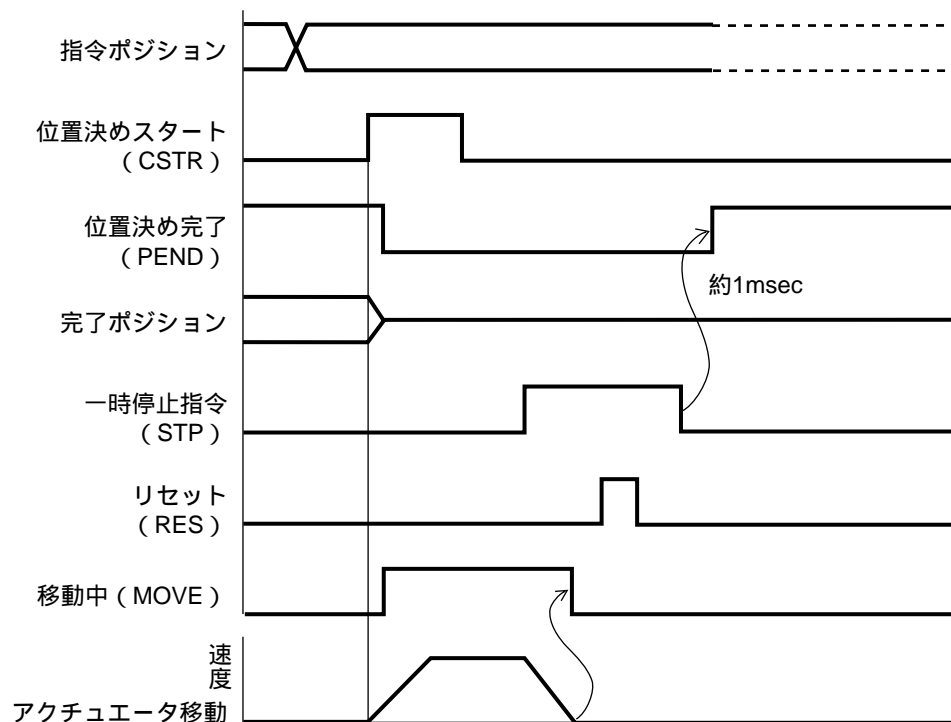 指令ポジション
位置決めスタート
(CSTR)
位置決め完了
(PEND)
約1msec
完了ポジション
一時停止指令
(STP)
リセット
(RES)
移動中(MOVE)
速度
アクチュエータ移動